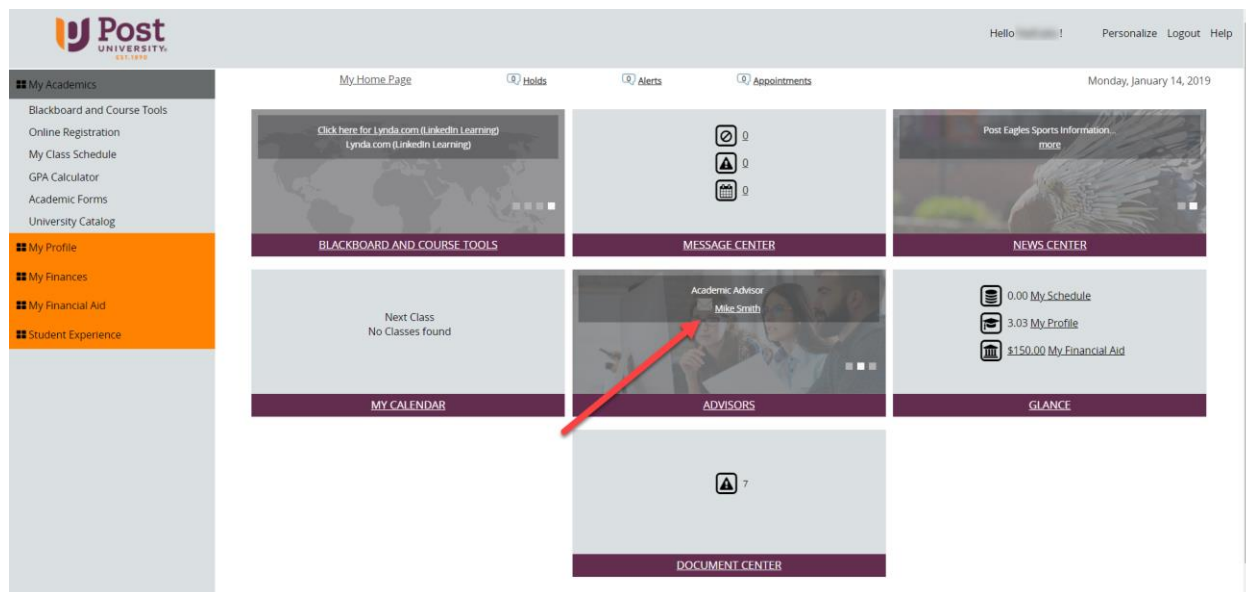 Post
UNIVERSITY.
EST.1890
Hello ! Personalize Logout Help
My Academics
Blackboard and Course Tools
Online Registration
My Class Schedule
GPA Calculator
Academic Forms
University Catalog
My Profile
My Finances
My Financial Aid
Student Experience
My Home Page 0 Holds 0 Alerts 0 Appointments Monday, January 14, 2019
Click here for Lynda.com (LinkedIn Learning)
Lynda.com (LinkedIn Learning)
BLACKBOARD AND COURSE TOOLS
0
0
0
MESSAGE CENTER
Post Eagles Sports Information...
more
NEWS CENTER
Next Class
No Classes found
MY CALENDAR
Academic Advisor
Mike Smith
ADVISORS
0.00 My Schedule
3.03 My Profile
$150.00 My Financial Aid
GLANCE
7
DOCUMENT CENTER